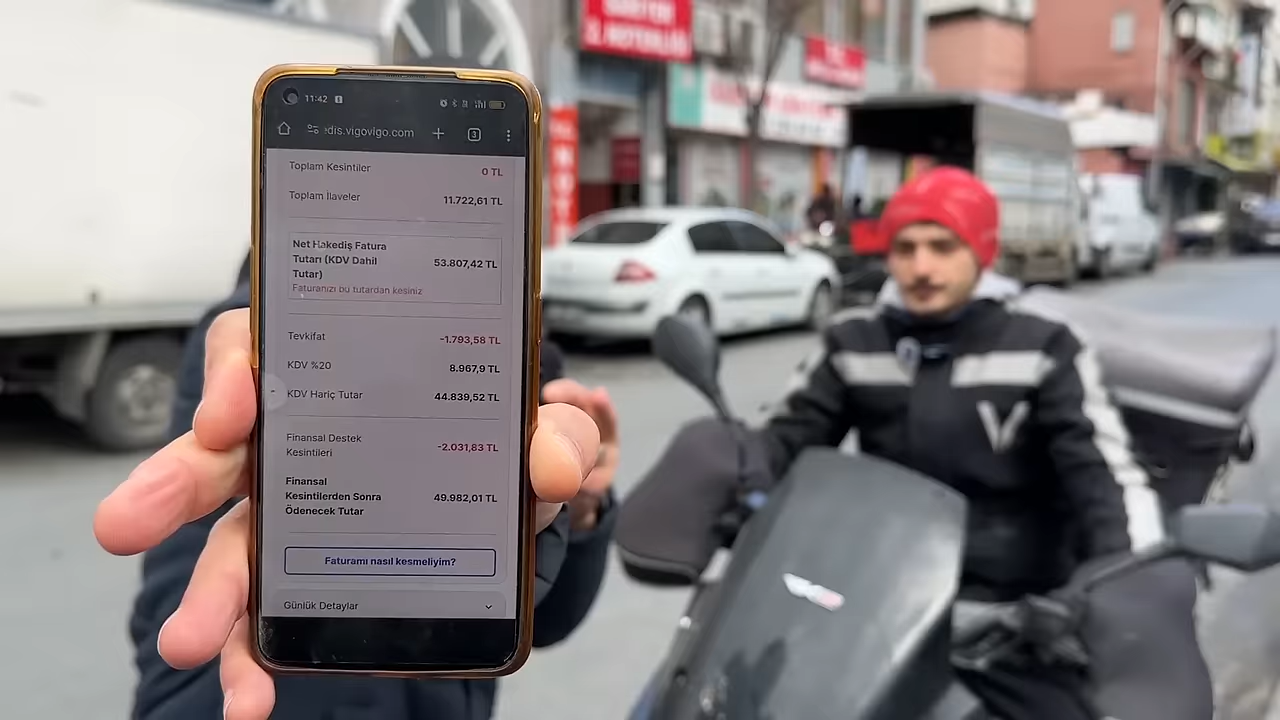 11:42
dis.vigovigo.com
3
Toplam Kesintiler 0 TL
Toplam İlaveler 11.722,61 TL
Net Hakediş Fatura
Tutarı (KDV Dahil 53.807,42 TL
Tutar)
Faturanızı bu tutardan kesiniz
Tevkifat -1.793,58 TL
KDV %20 8.967,9 TL
KDV Hariç Tutar 44.839,52 TL
Finansal Destek
Kesintileri -2.031,83 TL
Finansal
Kesintilerden Sonra 49.982,01 TL
Ödenecek Tutar
Faturamı nasıl kesmeliyim?
Günlük Detaylar
V